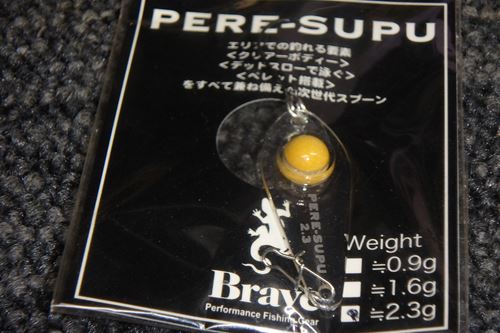 PERE-SUPU
エリアでの釣れる要素
<クリアーボディー>
<デットスローで泳ぐ>
<ペレット搭載>
をすべて兼ね備えた次世代スプーン
PERE-SUPU
2.3
Brave
Performance Fishing Gear
Weight
≒0.9g
≒1.6g
≒2.3g